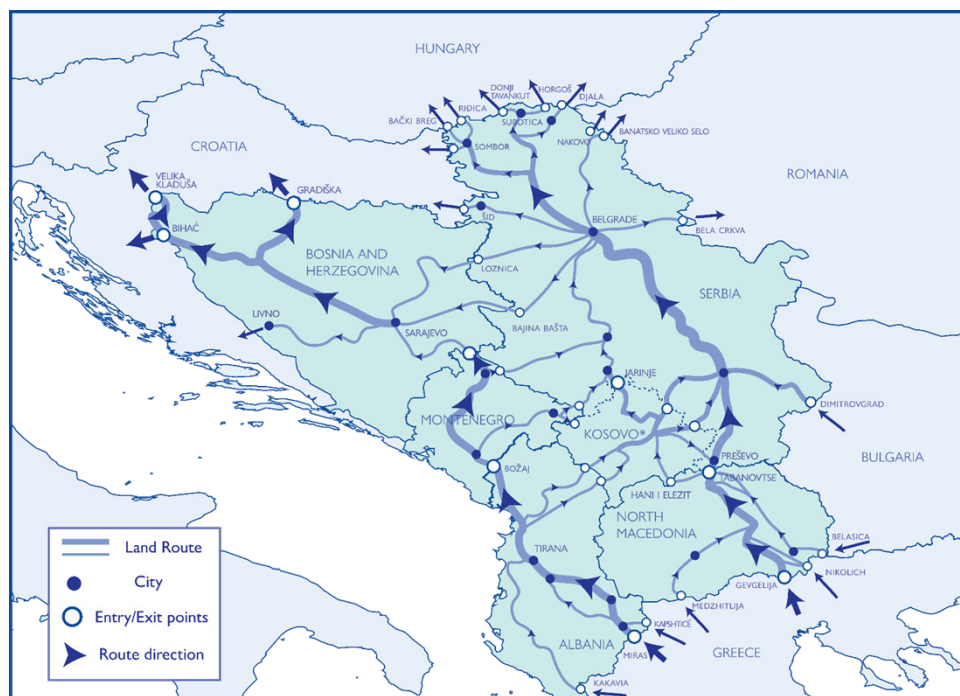 HUNGARY
DONJI
TAVANKUT
HORGOŠ
DJALA
RIĐICA
BAČKI BREG
SUBOTICA
NAKOVO
BANATSKO VELIKO SELO
CROATIA
SOMBOR
ROMANIA
VELIKA
KLADUŠA
GRADIŠKA
ŠID
BELGRADE
BELA CRKVA
BIHAĆ
BOSNIA AND
HERZEGOVINA
LOZNICA
SERBIA
LIVNO
SARAJEVO
BAJINA BAŠTA
JARINJE
DIMITROVGRAD
MONTENEGRO
KOSOVO*
BOŽAJ
PREŠEVO
BULGARIA
TABANOVTSE
HANI I ELEZIT
NORTH
MACEDONIA
BELASICA
TIRANA
NIKOLICH
GEVGELIJA
MEDZHITLIJA
KAPSHTICË
ALBANIA
MIRAS
GREECE
KAKAVIA
Land Route
City
Entry/Exit points
Route direction